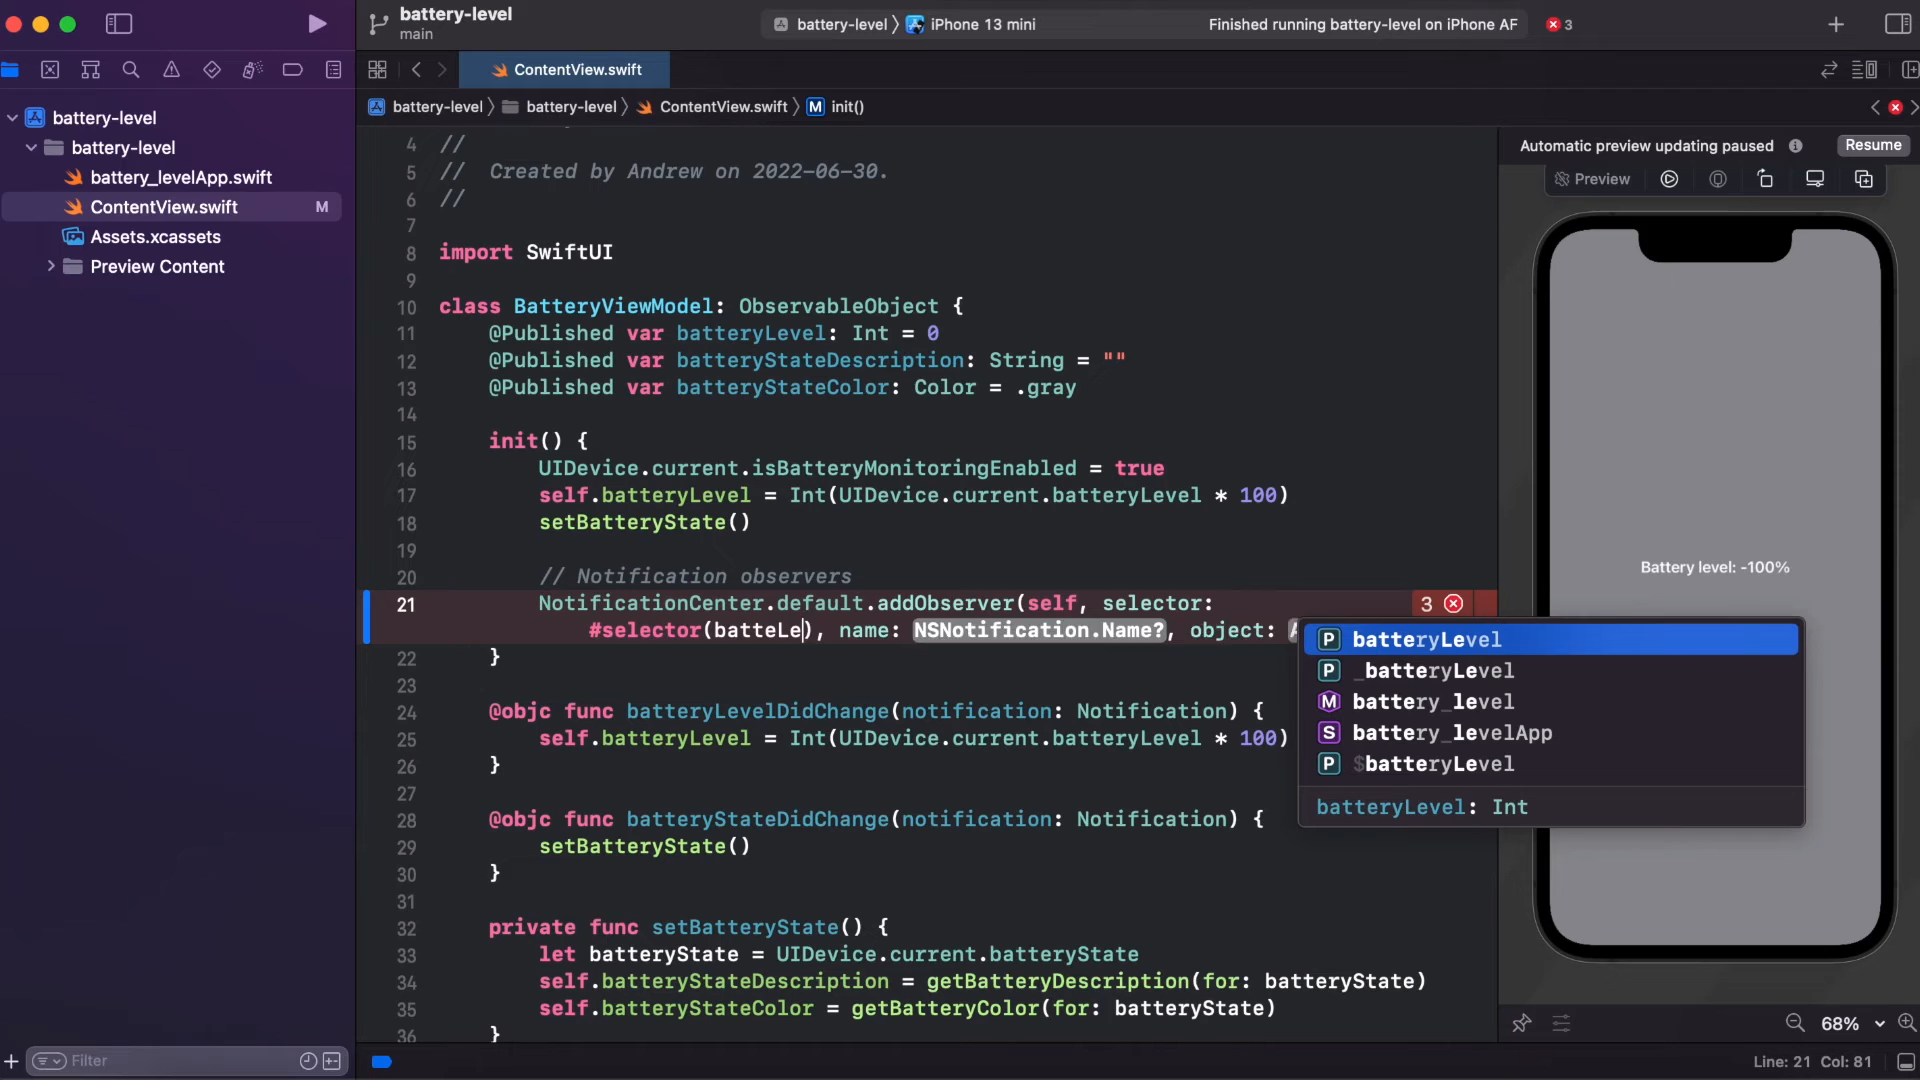 battery-level
main
battery-level
iPhone 13 mini
Finished running battery-level on iPhone AF
3
ContentView.swift
battery-level
battery-level
ContentView.swift
M
init()
battery-level
battery-level
battery_levelApp.swift
ContentView.swift
M
Assets.xcassets
Preview Content
4 //
5 //  Created by Andrew on 2022-06-30.
6 //
7
8 import SwiftUI
9
10 class BatteryViewModel: ObservableObject {
11     @Published var batteryLevel: Int = 0
12     @Published var batteryStateDescription: String = ""
13     @Published var batteryStateColor: Color = .gray
14
15     init() {
16         UIDevice.current.isBatteryMonitoringEnabled = true
17         self.batteryLevel = Int(UIDevice.current.batteryLevel * 100)
18         setBatteryState()
19
20         // Notification observers
21         NotificationCenter.default.addObserver(self, selector:
3
#selector(batteLe), name: NSNotification.Name?, object:
22     }
23
24     @objc func batteryLevelDidChange(notification: Notification) {
25         self.batteryLevel = Int(UIDevice.current.batteryLevel * 100)
26     }
27
28     @objc func batteryStateDidChange(notification: Notification) {
29         setBatteryState()
30     }
31
32     private func setBatteryState() {
33         let batteryState = UIDevice.current.batteryState
34         self.batteryStateDescription = getBatteryDescription(for: batteryState)
35         self.batteryStateColor = getBatteryColor(for: batteryState)
36     }
P batteryLevel
P _batteryLevel
M battery_level
S battery_levelApp
P $batteryLevel
batteryLevel: Int
Automatic preview updating paused
Resume
Preview
Battery level: -100%
68%
Filter
Line: 21 Col: 81